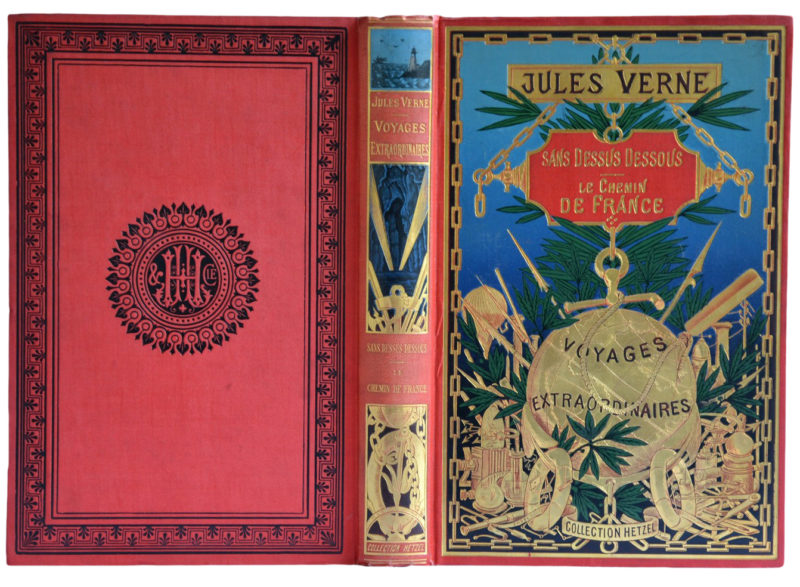 & H CIE
JULES VERNE
VOYAGES
EXTRAORDINAIRES
SANS DESSUS DESSOUS
LE
CHEMIN DE FRANCE
COLLECTION HETZEL
JULES VERNE
SANS DESSUS DESSOUS
LE CHEMIN
DE FRANCE
VOYAGES
EXTRAORDINAIRES
COLLECTION HETZEL